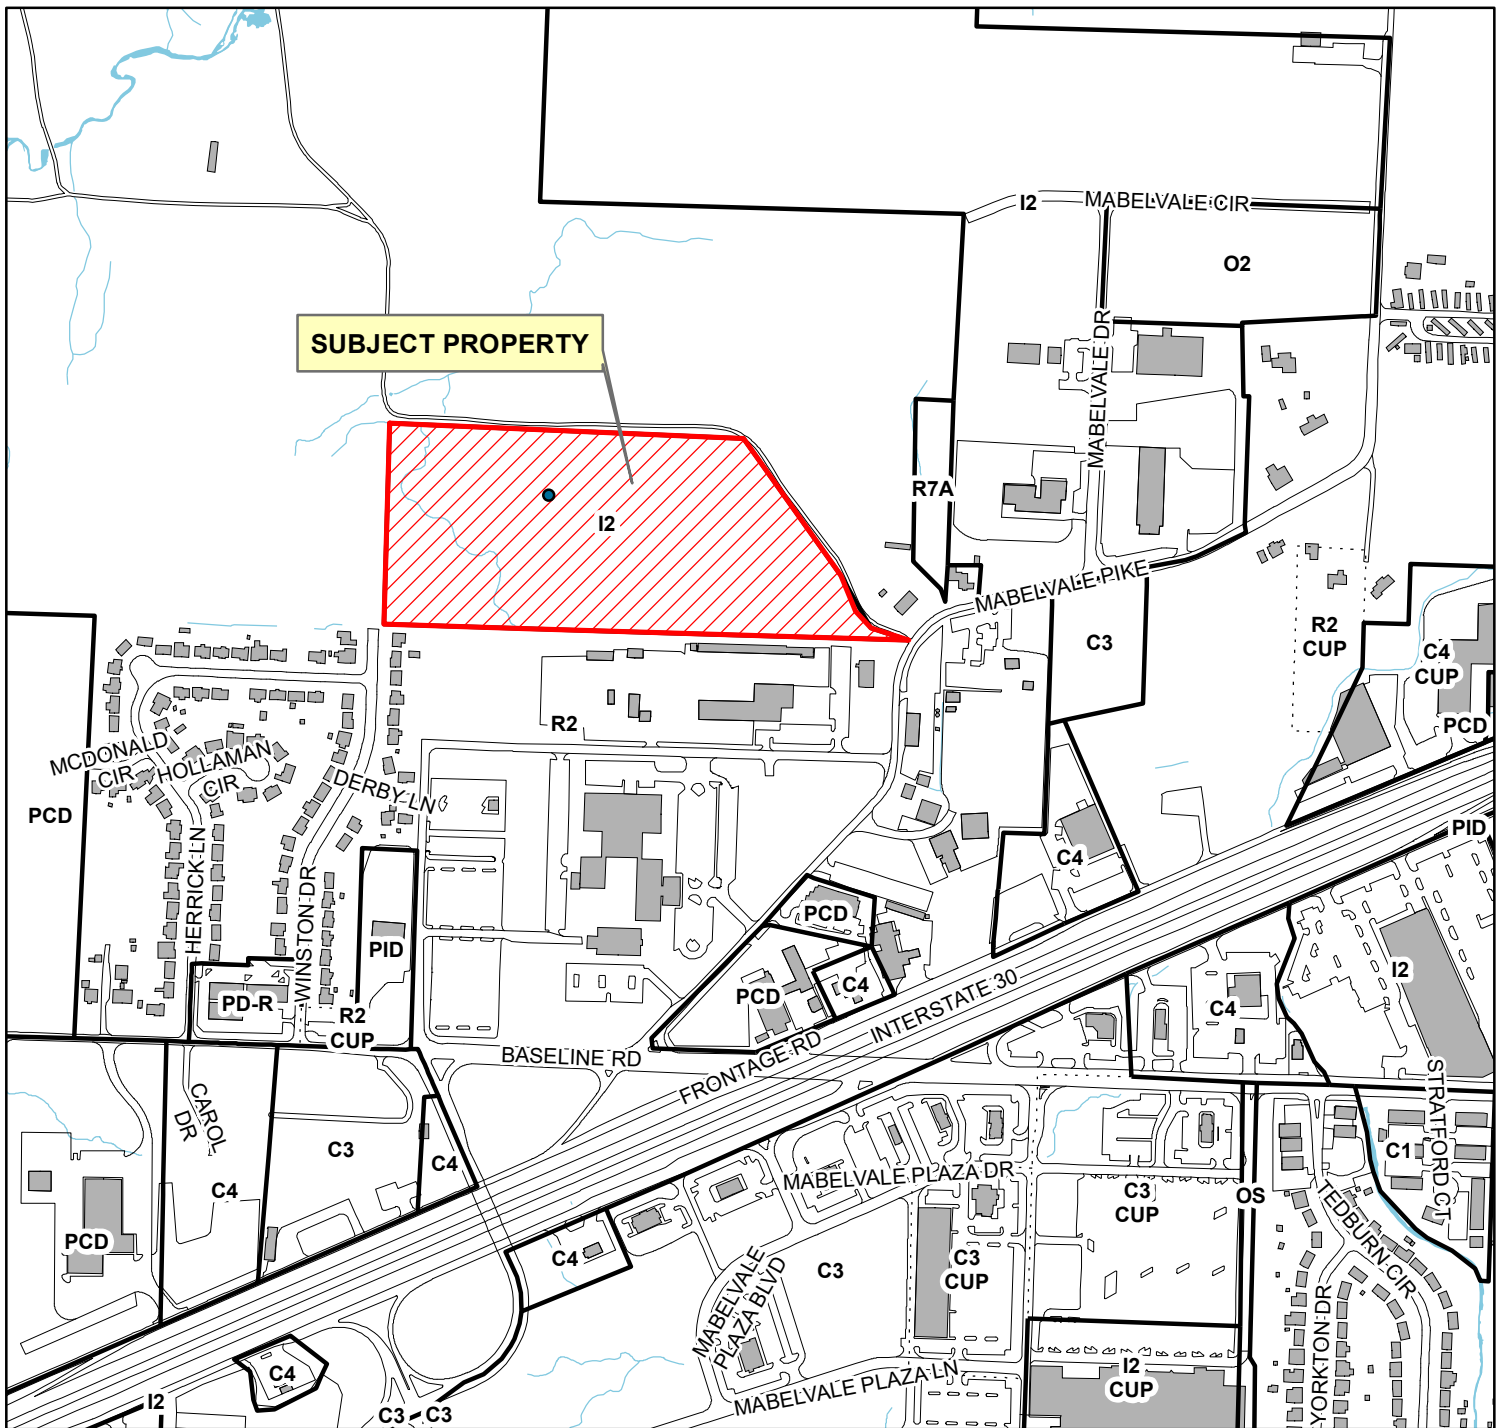 I2
MABELVALE CIR
O2
SUBJECT PROPERTY
MABELVALE DR
R7A
I2
MABELVALE PIKE
C3
R2
CUP
C4
CUP
PCD
R2
MCDONALD
CIR
HOLLAMAN
CIR
DERBY LN
PCD
HERRICK LN
WINSTON DR
PID
PD-R
R2
CUP
PCD
PCD
C4
C4
PID
I2
C4
BASELINE RD
FRONTAGE RD
INTERSTATE 30
CAROL
DR
C3
C4
C4
PCD
STRATFORD CT
C1
MABELVALE PLAZA DR
C3
CUP
OS
TEDBURN CIR
C4
MABELVALE
PLAZA BLVD
C3
C3
CUP
YORKTON DR
MABELVALE PLAZA LN
I2
CUP
C4
I2
C3
C3